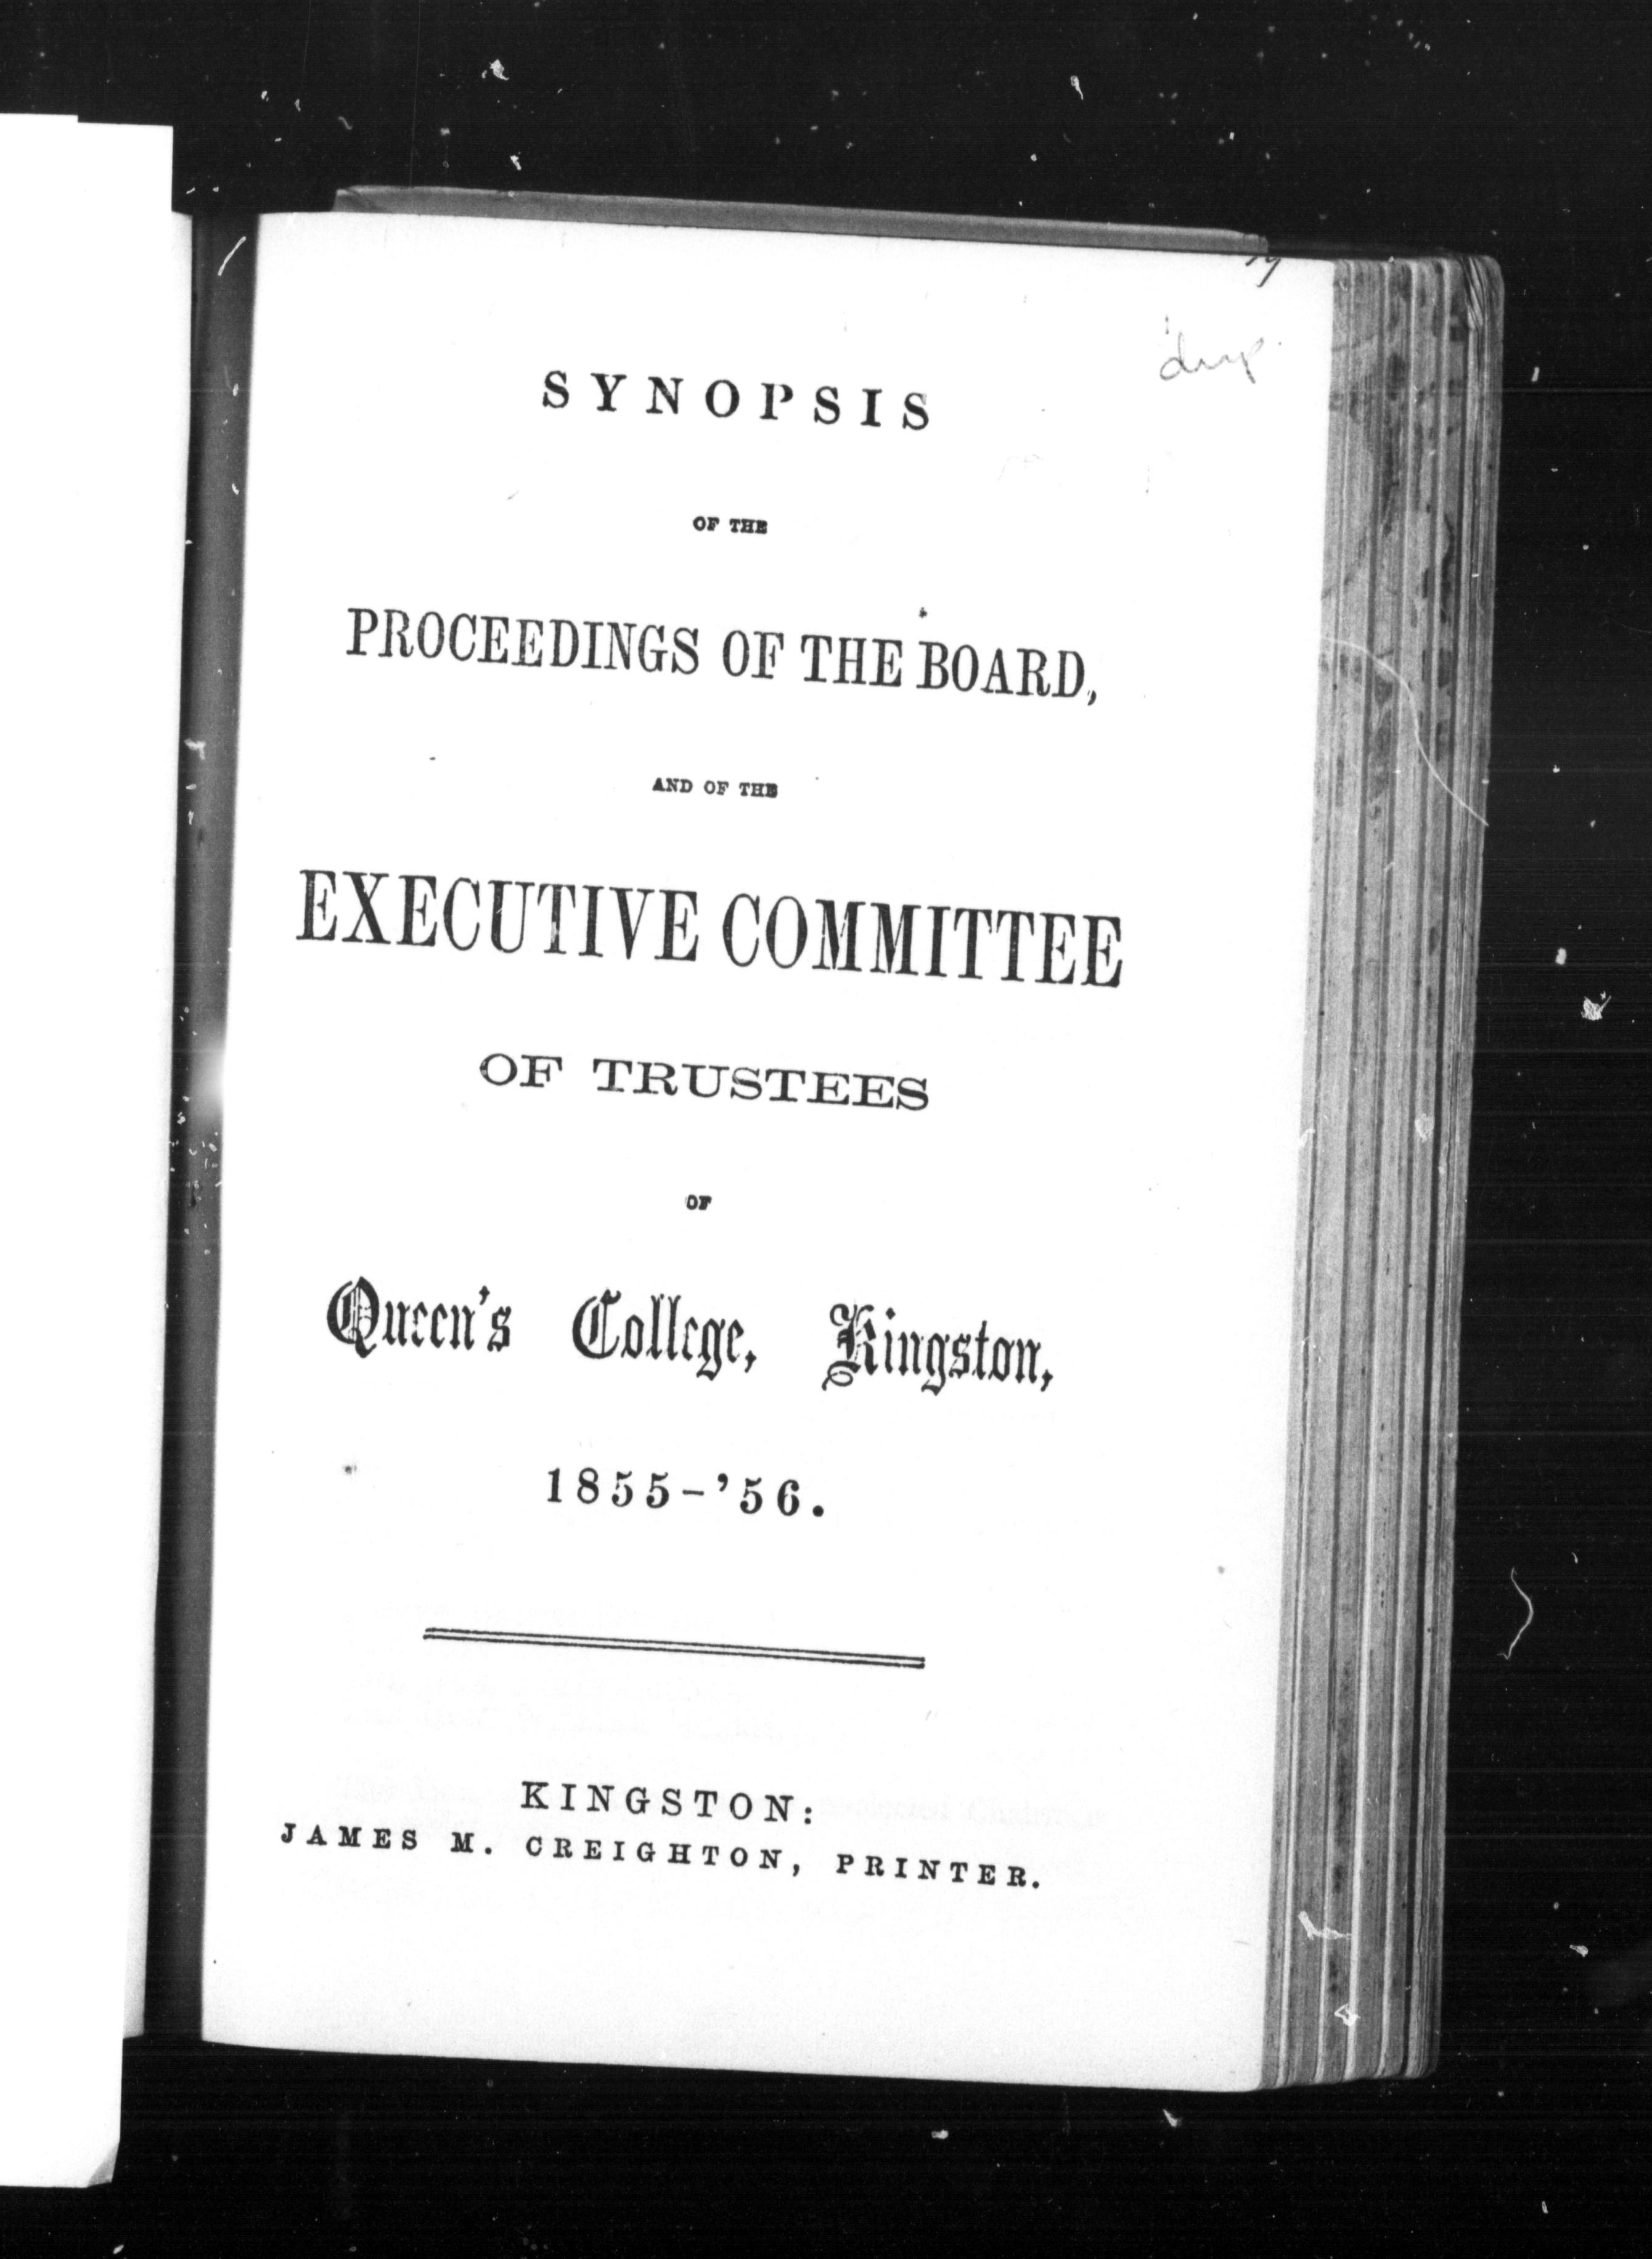 SYNOPSIS
OF THE
PROCEEDINGS OF THE BOARD,
AND OF THE
EXECUTIVE COMMITTEE
OF TRUSTEES
OF
Queen's College, Kingston,
1855-'56.
KINGSTON:
JAMES M. CREIGHTON, PRINTER.